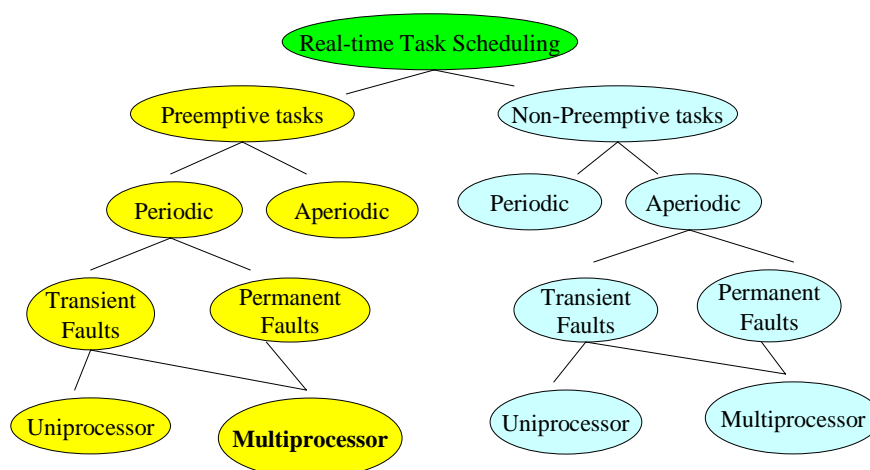 Real-time Task Scheduling
Preemptive tasks
Non-Preemptive tasks
Periodic
Aperiodic
Periodic
Aperiodic
Transient
Faults
Permanent
Faults
Transient
Faults
Permanent
Faults
Uniprocessor
Multiprocessor
Uniprocessor
Multiprocessor